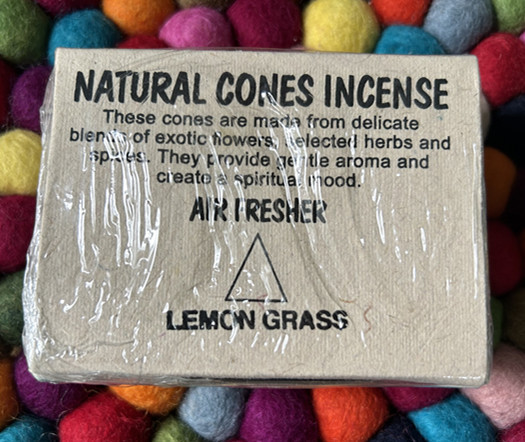 NATURAL CONES INCENSE
These cones are made from delicate
blends of exotic flowers, selected herbs and
spices. They provide gentle aroma and
create a spiritual mood.
AIR FRESHER
LEMON GRASS